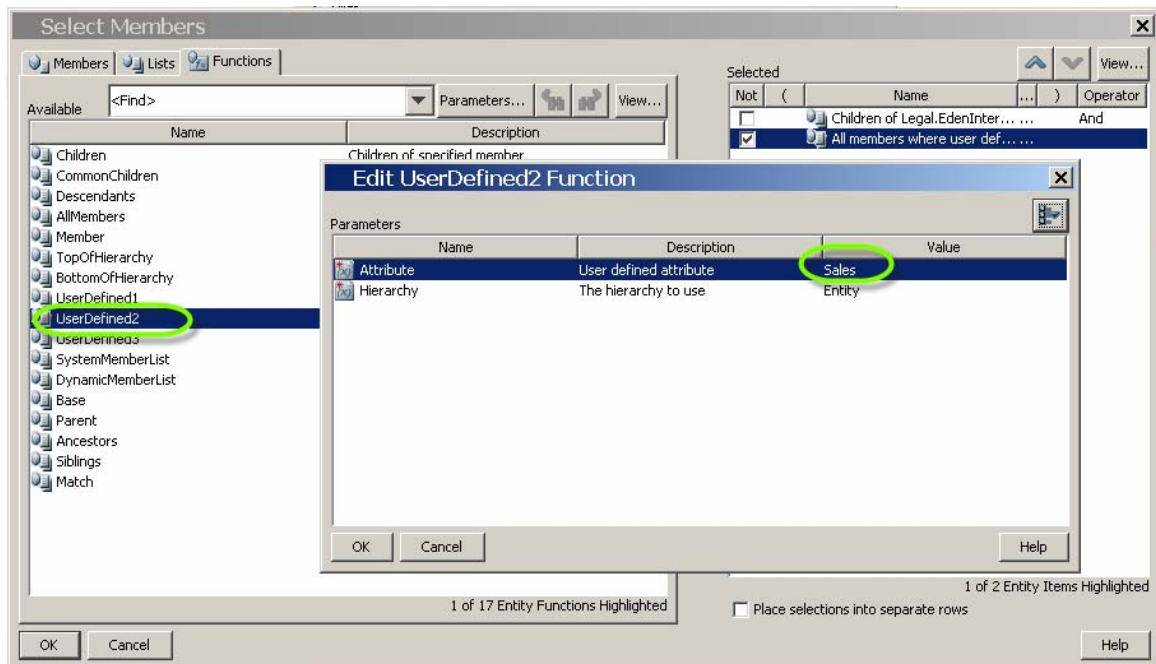 Select Members
Members Lists Functions
Selected View...
Available <Find> Parameters... View...
Not ( Name ... ) Operator
Children of Legal.EdenInter... ... And
All members where user def... ...
Name Description
Children Children of specified member
CommonChildren
Descendants
AllMembers
Member
TopOfHierarchy
BottomOfHierarchy
UserDefined1
UserDefined2
UserDefined3
SystemMemberList
DynamicMemberList
Base
Parent
Ancestors
Siblings
Match
1 of 17 Entity Functions Highlighted
Edit UserDefined2 Function
Parameters
Name Description Value
Attribute User defined attribute Sales
Hierarchy The hierarchy to use Entity
OK Cancel Help
1 of 2 Entity Items Highlighted
Place selections into separate rows
OK Cancel Help